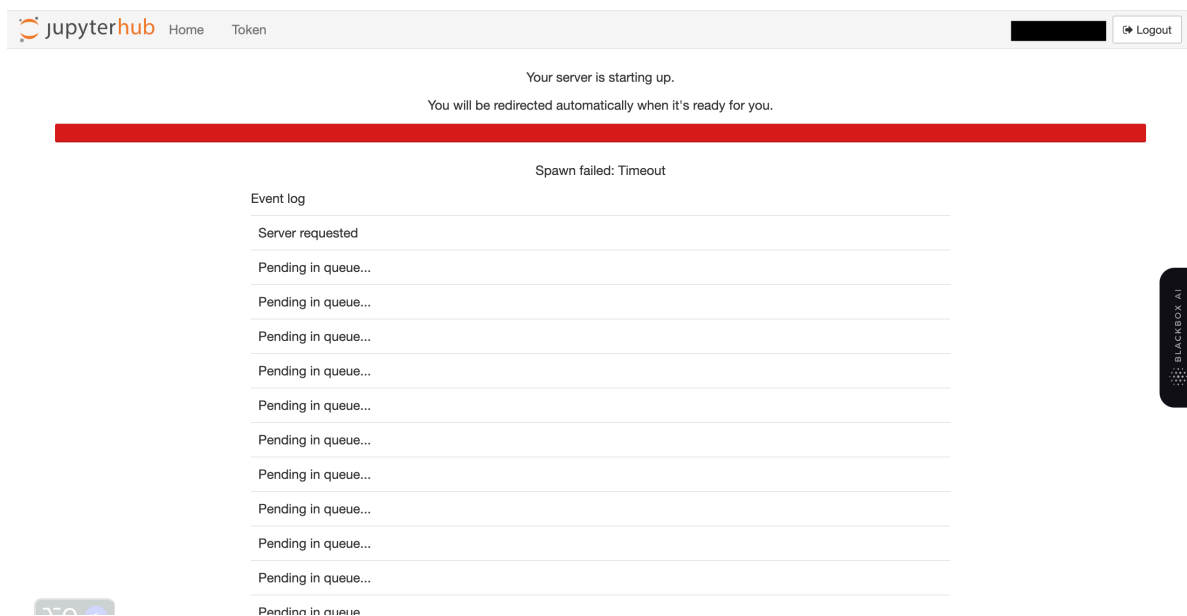 jupyterhub Home Token Logout
Your server is starting up.
You will be redirected automatically when it's ready for you.
Spawn failed: Timeout
Event log
Server requested
Pending in queue...
Pending in queue...
Pending in queue...
Pending in queue...
Pending in queue...
Pending in queue...
Pending in queue...
Pending in queue...
Pending in queue...
Pending in queue...
Pending in queue
BLACKBOX AI